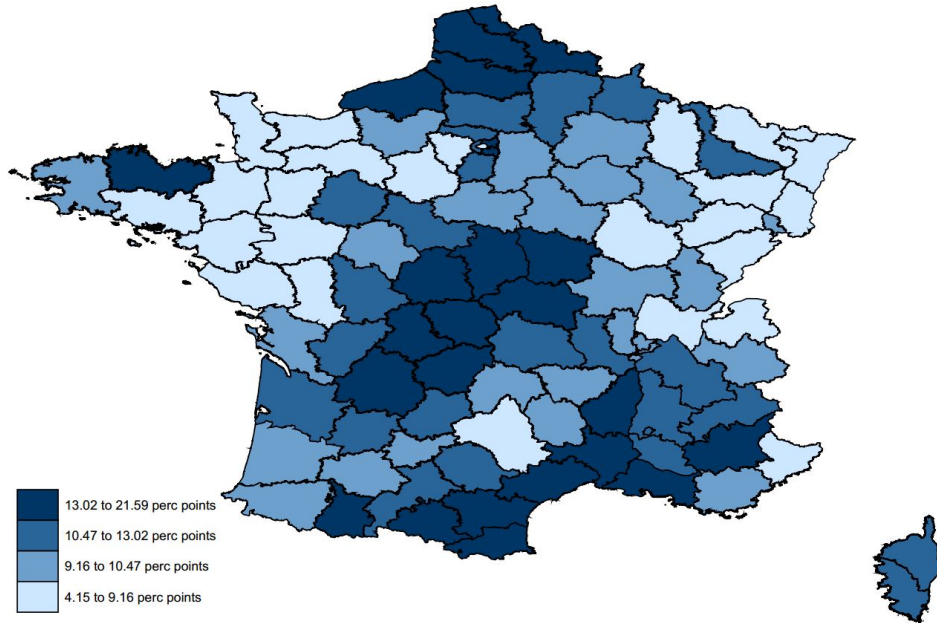 13.02 to 21.59 perc points
10.47 to 13.02 perc points
9.16 to 10.47 perc points
4.15 to 9.16 perc points